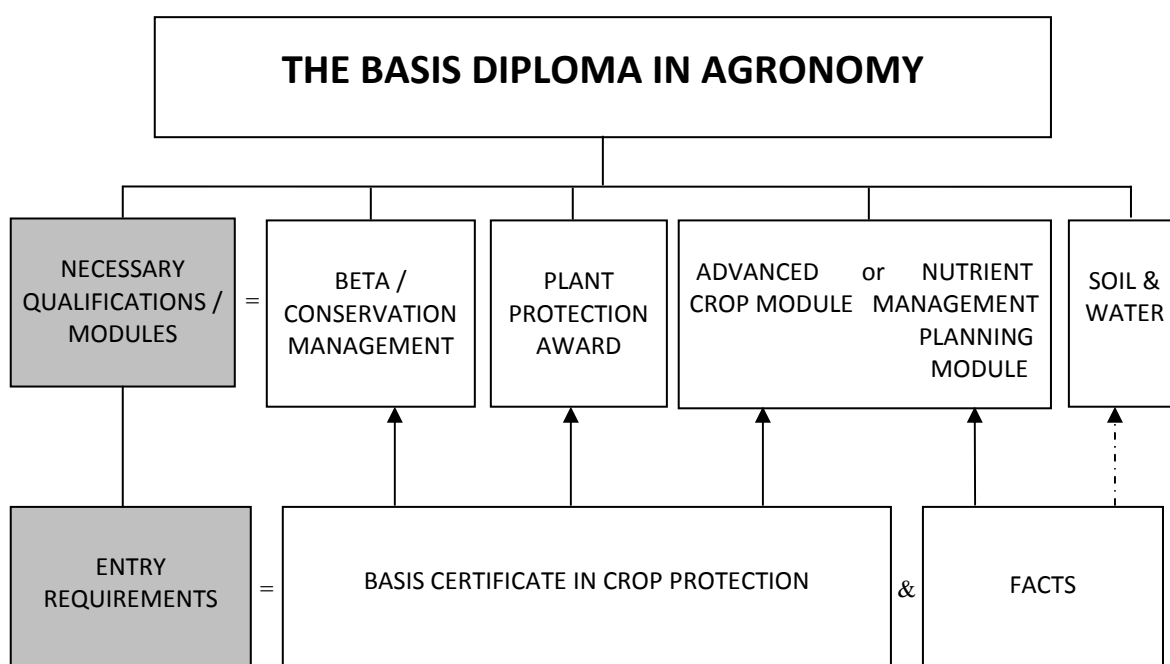 THE BASIS DIPLOMA IN AGRONOMY
NECESSARY
QUALIFICATIONS /
MODULES
=
BETA /
CONSERVATION
MANAGEMENT
PLANT
PROTECTION
AWARD
ADVANCED or NUTRIENT
CROP MODULE MANAGEMENT
PLANNING
MODULE
SOIL &
WATER
ENTRY
REQUIREMENTS
=
BASIS CERTIFICATE IN CROP PROTECTION
&
FACTS